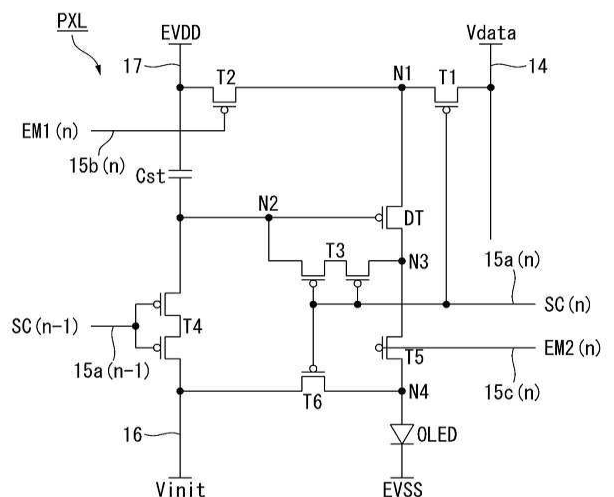 PXL
EVDD
Vdata
17
T2
N1
T1
14
EM1(n)
15b(n)
Cst
N2
DT
T3
N3
15a(n)
SC(n)
SC(n-1)
T4
15a(n-1)
T5
EM2(n)
15c(n)
T6
N4
16
OLED
Vinit
EVSS